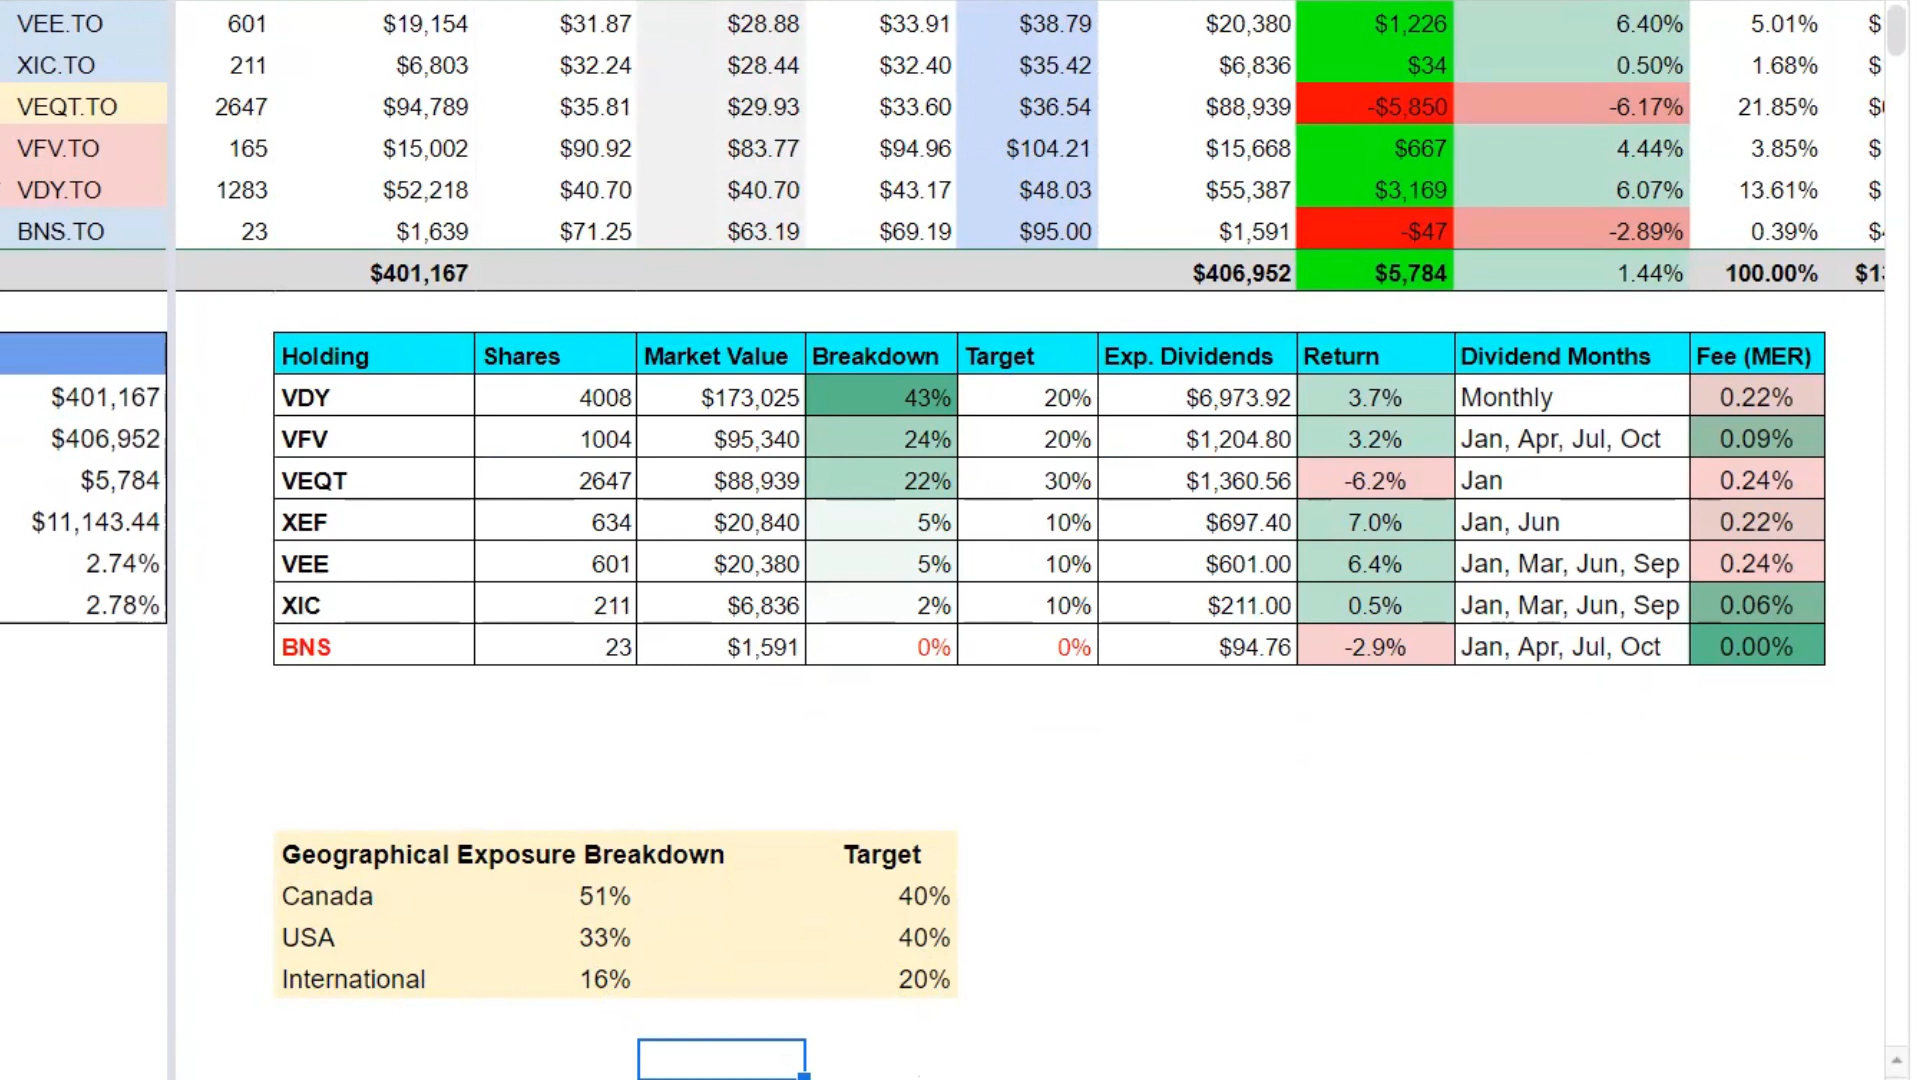 VEE.TO 601 $19,154 $31.87 $28.88 $33.91 $38.79 $20,380 $1,226 6.40% 5.01% $
XIC.TO 211 $6,803 $32.24 $28.44 $32.40 $35.42 $6,836 $34 0.50% 1.68% $
VEQT.TO 2647 $94,789 $35.81 $29.93 $33.60 $36.54 $88,939 -$5,850 -6.17% 21.85%
VFV.TO 165 $15,002 $90.92 $83.77 $94.96 $104.21 $15,668 $667 4.44% 3.85% $
VDY.TO 1283 $52,218 $40.70 $40.70 $43.17 $48.03 $55,387 $3,169 6.07% 13.61% $
BNS.TO 23 $1,639 $71.25 $63.19 $69.19 $95.00 $1,591 -$47 -2.89% 0.39%
$401,167 $406,952 $5,784 1.44% 100.00%
Holding Shares Market Value Breakdown Target Exp. Dividends Return Dividend Months Fee (MER)
$401,167 VDY 4008 $173,025 43% 20% $6,973.92 3.7% Monthly 0.22%
$406,952 VFV 1004 $95,340 24% 20% $1,204.80 3.2% Jan, Apr, Jul, Oct 0.09%
$5,784 VEQT 2647 $88,939 22% 30% $1,360.56 -6.2% Jan 0.24%
$11,143.44 XEF 634 $20,840 5% 10% $697.40 7.0% Jan, Jun 0.22%
2.74% VEE 601 $20,380 5% 10% $601.00 6.4% Jan, Mar, Jun, Sep 0.24%
2.78% XIC 211 $6,836 2% 10% $211.00 0.5% Jan, Mar, Jun, Sep 0.06%
BNS 23 $1,591 0% 0% $94.76 -2.9% Jan, Apr, Jul, Oct 0.00%
Geographical Exposure Breakdown Target
Canada 51% 40%
USA 33% 40%
International 16% 20%